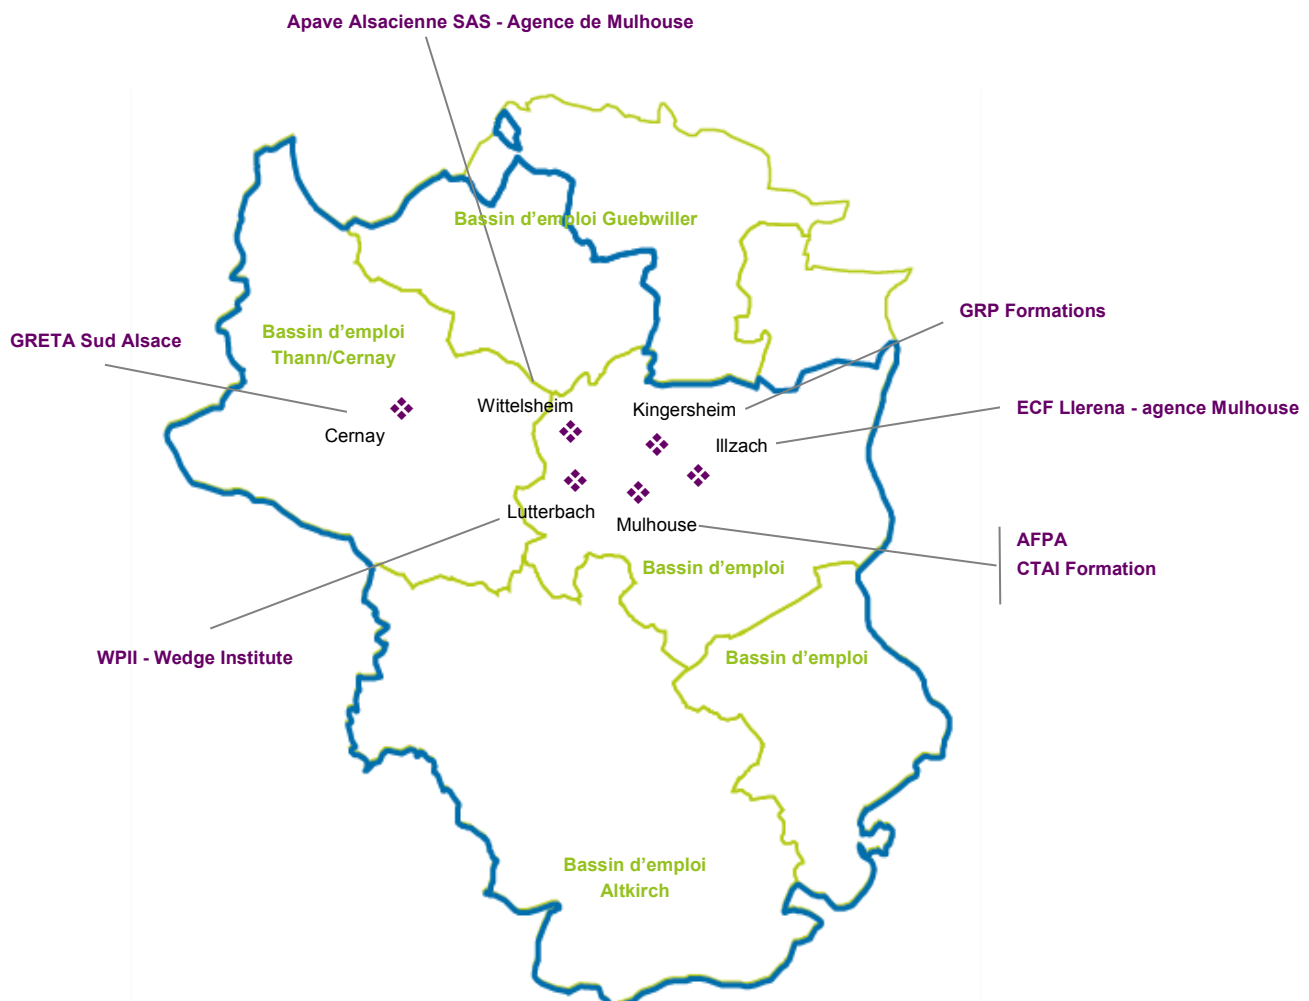 Apave Alsacienne SAS - Agence de Mulhouse
Bassin d'emploi Guebwiller
GRP Formations
Bassin d'emploi
Thann/Cernay
GRETA Sud Alsace
Wittelsheim
Kingersheim
ECF Llerena - agence Mulhouse
Cernay
Illzach
Lutterbach
Mulhouse
AFPA
CTAI Formation
Bassin d'emploi
WPII - Wedge Institute
Bassin d'emploi
Bassin d'emploi
Altkirch